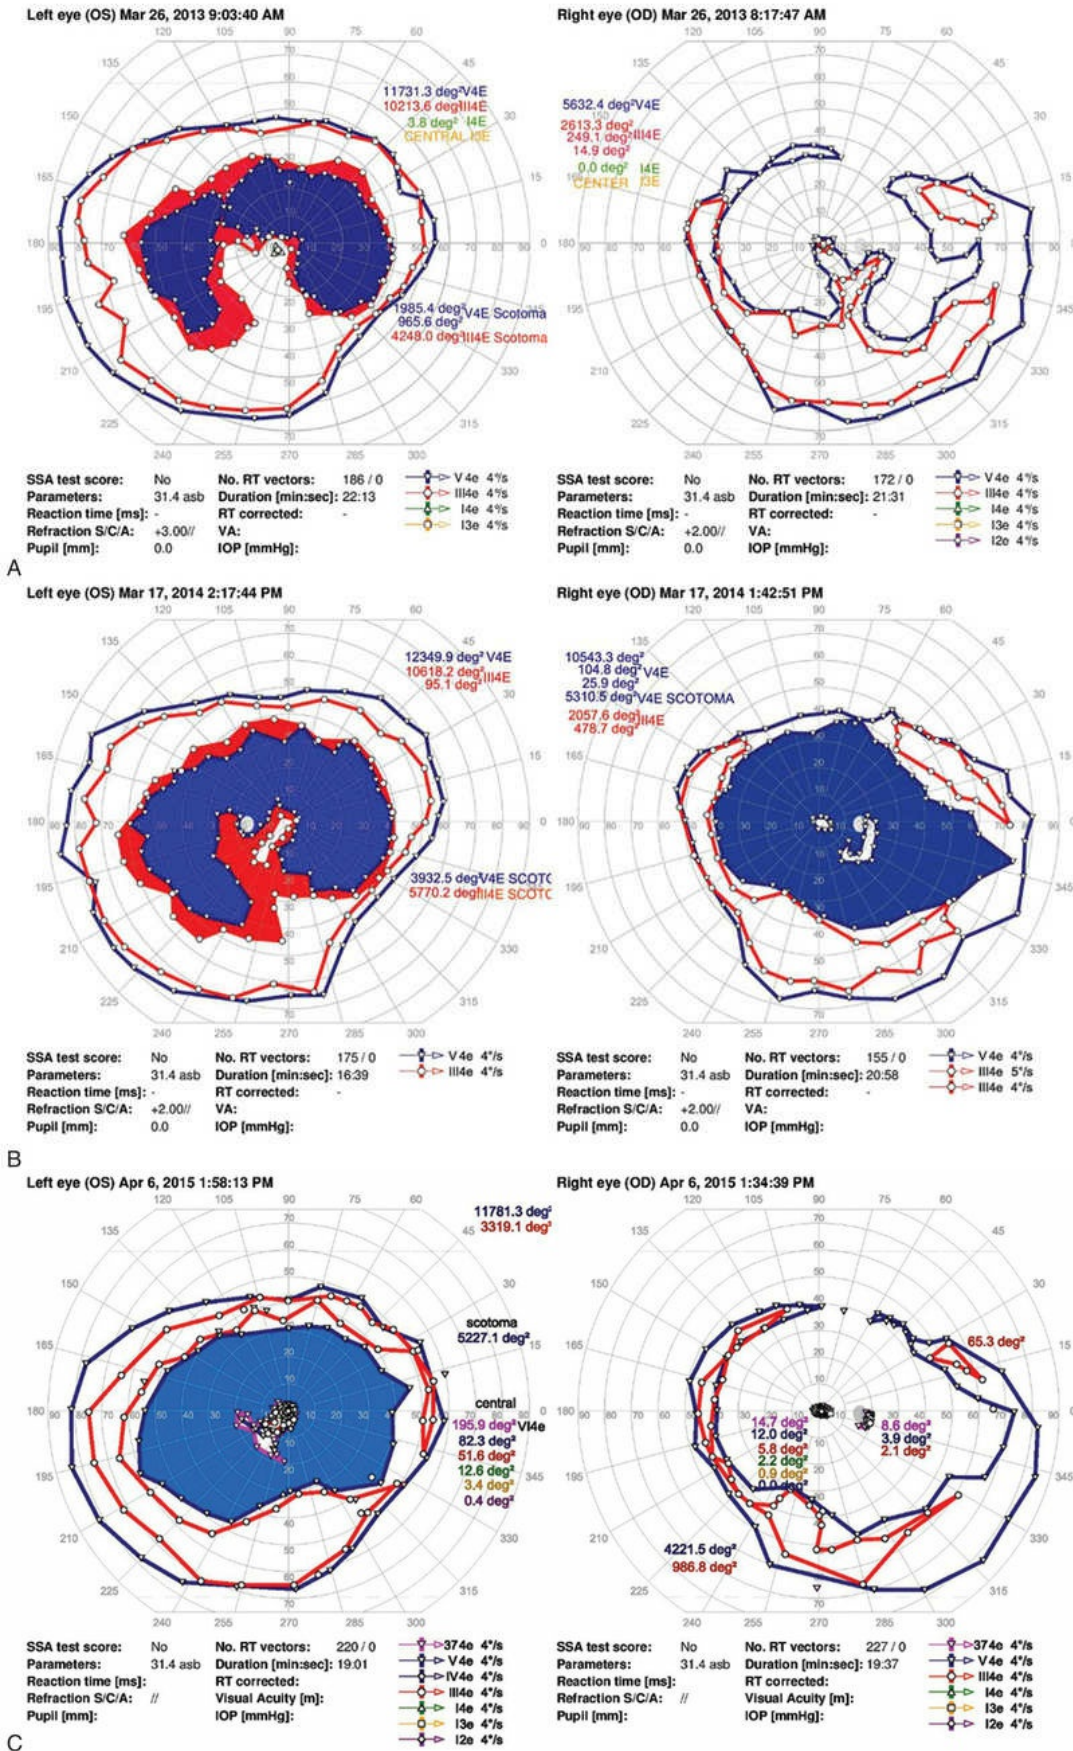 Left eye (OS) Mar 26, 2013 9:03:40 AM
90
105
75
120
60
135
45
150
30
165
15
180
0
195
345
210
330
225
315
240
300
255
285
270
11731.3 deg² V4E
10213.6 deg² III4E
3.8 deg² I4E
CENTRAL I3E
1985.4 deg² V4E Scotoma
965.6 deg²
4248.0 deg² III4E Scotoma
SSA test score: No No. RT vectors: 186 / 0
Parameters: 31.4 asb Duration [min:sec]: 22:13
Reaction time [ms]: - RT corrected: -
Refraction S/C/A: +3.00// VA:
Pupil [mm]: 0.0 IOP [mmHg]:
V4e 4°/s
III4e 4°/s
I4e 4°/s
I3e 4°/s
Right eye (OD) Mar 26, 2013 8:17:47 AM
5632.4 deg² V4E
2613.3 deg²
249.1 deg² III4E
14.9 deg²
0.0 deg² I4E
CENTER I3E
SSA test score: No No. RT vectors: 172 / 0
Parameters: 31.4 asb Duration [min:sec]: 21:31
Reaction time [ms]: - RT corrected: -
Refraction S/C/A: +2.00// VA:
Pupil [mm]: 0.0 IOP [mmHg]:
V4e 4°/s
III4e 4°/s
I4e 4°/s
I3e 4°/s
I2e 4°/s
A
Left eye (OS) Mar 17, 2014 2:17:44 PM
12349.9 deg² V4E
10618.2 deg² III4E
95.1 deg²
3932.5 deg² V4E SCOTO
5770.2 deg² III4E SCOTO
SSA test score: No No. RT vectors: 175 / 0
Parameters: 31.4 asb Duration [min:sec]: 16:39
Reaction time [ms]: - RT corrected: -
Refraction S/C/A: +2.00// VA:
Pupil [mm]: 0.0 IOP [mmHg]:
V4e 4°/s
III4e 4°/s
Right eye (OD) Mar 17, 2014 1:42:51 PM
10543.3 deg²
104.8 deg² V4E
25.9 deg²
5310.5 deg² V4E SCOTOMA
2057.6 deg² III4E
478.7 deg²
SSA test score: No No. RT vectors: 155 / 0
Parameters: 31.4 asb Duration [min:sec]: 20:58
Reaction time [ms]: - RT corrected: -
Refraction S/C/A: +2.00// VA:
Pupil [mm]: 0.0 IOP [mmHg]:
V4e 4°/s
III4e 5°/s
III4e 4°/s
B
Left eye (OS) Apr 6, 2015 1:58:13 PM
11781.3 deg²
3319.1 deg²
scotoma
5227.1 deg²
central
195.9 deg² VI4e
82.3 deg²
51.6 deg²
12.6 deg²
3.4 deg²
0.4 deg²
SSA test score: No No. RT vectors: 220 / 0
Parameters: 31.4 asb Duration [min:sec]: 19:01
Reaction time [ms]: RT corrected:
Refraction S/C/A: // Visual Acuity [m]:
Pupil [mm]: IOP [mmHg]:
374e 4°/s
V4e 4°/s
IV4e 4°/s
III4e 4°/s
I4e 4°/s
I3e 4°/s
I2e 4°/s
Right eye (OD) Apr 6, 2015 1:34:39 PM
65.3 deg²
14.7 deg²
12.0 deg²
5.8 deg²
2.2 deg²
0.9 deg²
0.0 deg²
8.6 deg²
3.9 deg²
2.1 deg²
4221.5 deg²
986.8 deg²
SSA test score: No No. RT vectors: 227 / 0
Parameters: 31.4 asb Duration [min:sec]: 19:37
Reaction time [ms]: RT corrected:
Refraction S/C/A: // Visual Acuity [m]:
Pupil [mm]: IOP [mmHg]:
374e 4°/s
V4e 4°/s
III4e 4°/s
I4e 4°/s
I3e 4°/s
I2e 4°/s
C